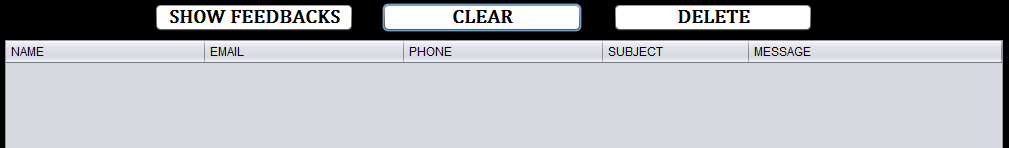 SHOW FEEDBACKS CLEAR DELETE
NAME EMAIL PHONE SUBJECT MESSAGE